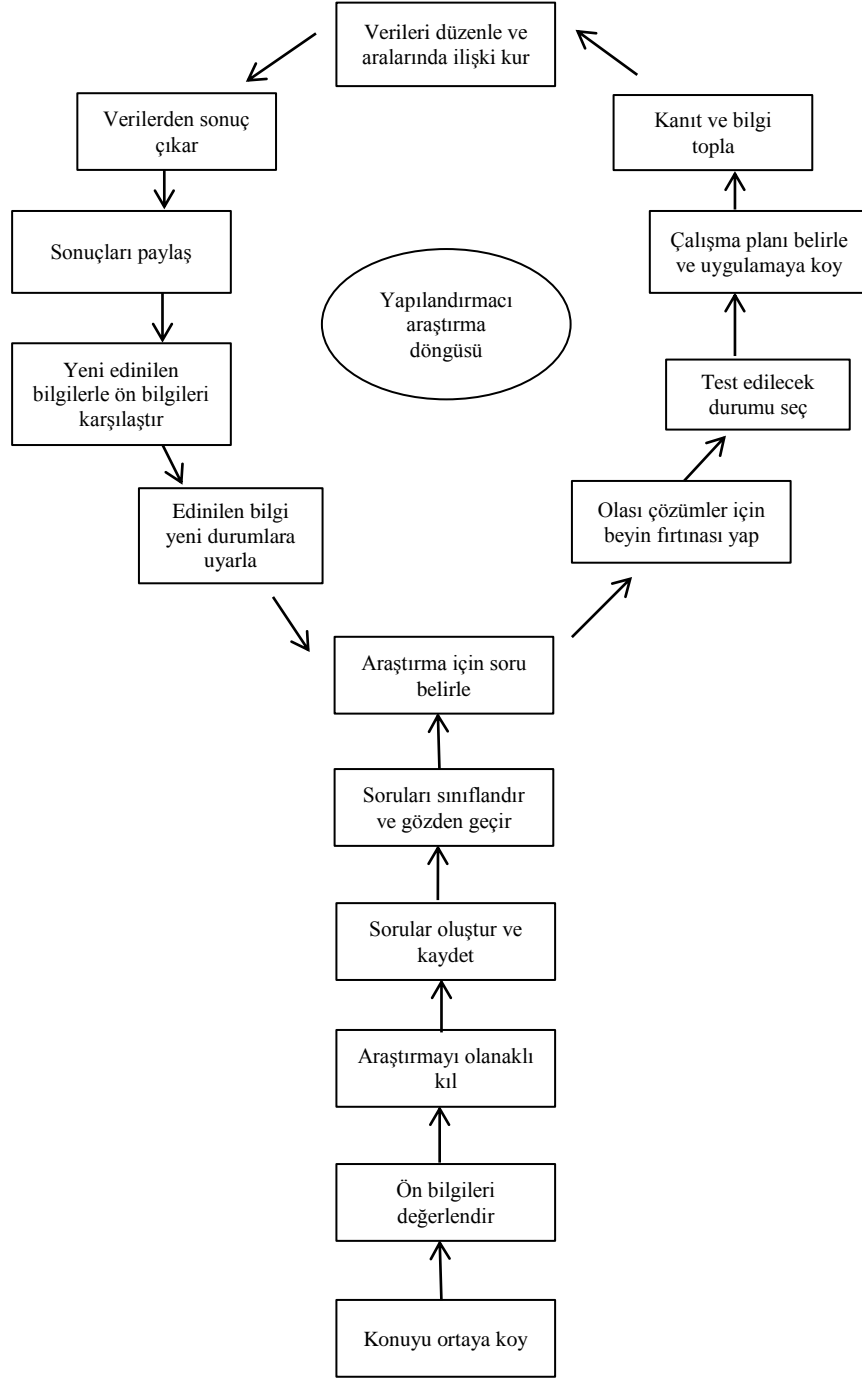 Verileri düzenle ve
aralarında ilişki kur
Verilerden sonuç
çıkar
Kanıt ve bilgi
topla
Sonuçları paylaş
Çalışma planı belirle
ve uygulamaya koy
Yapılandırmacı
araştırma
döngüsü
Yeni edinilen
bilgilerle ön bilgileri
karşılaştır
Test edilecek
durumu seç
Edinilen bilgi
yeni durumlara
uyarla
Olası çözümler için
beyin fırtınası yap
Araştırma için soru
belirle
Soruları sınıflandır
ve gözden geçir
Sorular oluştur ve
kaydet
Araştırmayı olanaklı
kıl
Ön bilgileri
değerlendir
Konuyu ortaya koy